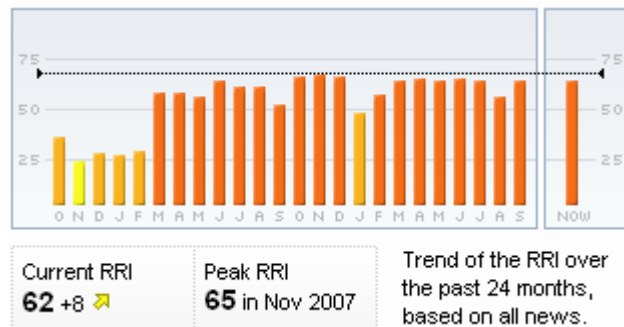 75 75
50 50
25 25
O N D J F M A M J J A S O N D J F M A M J J A S NOW
Current RRI
62 +8
Peak RRI
65 in Nov 2007
Trend of the RRI over
the past 24 months,
based on all news.